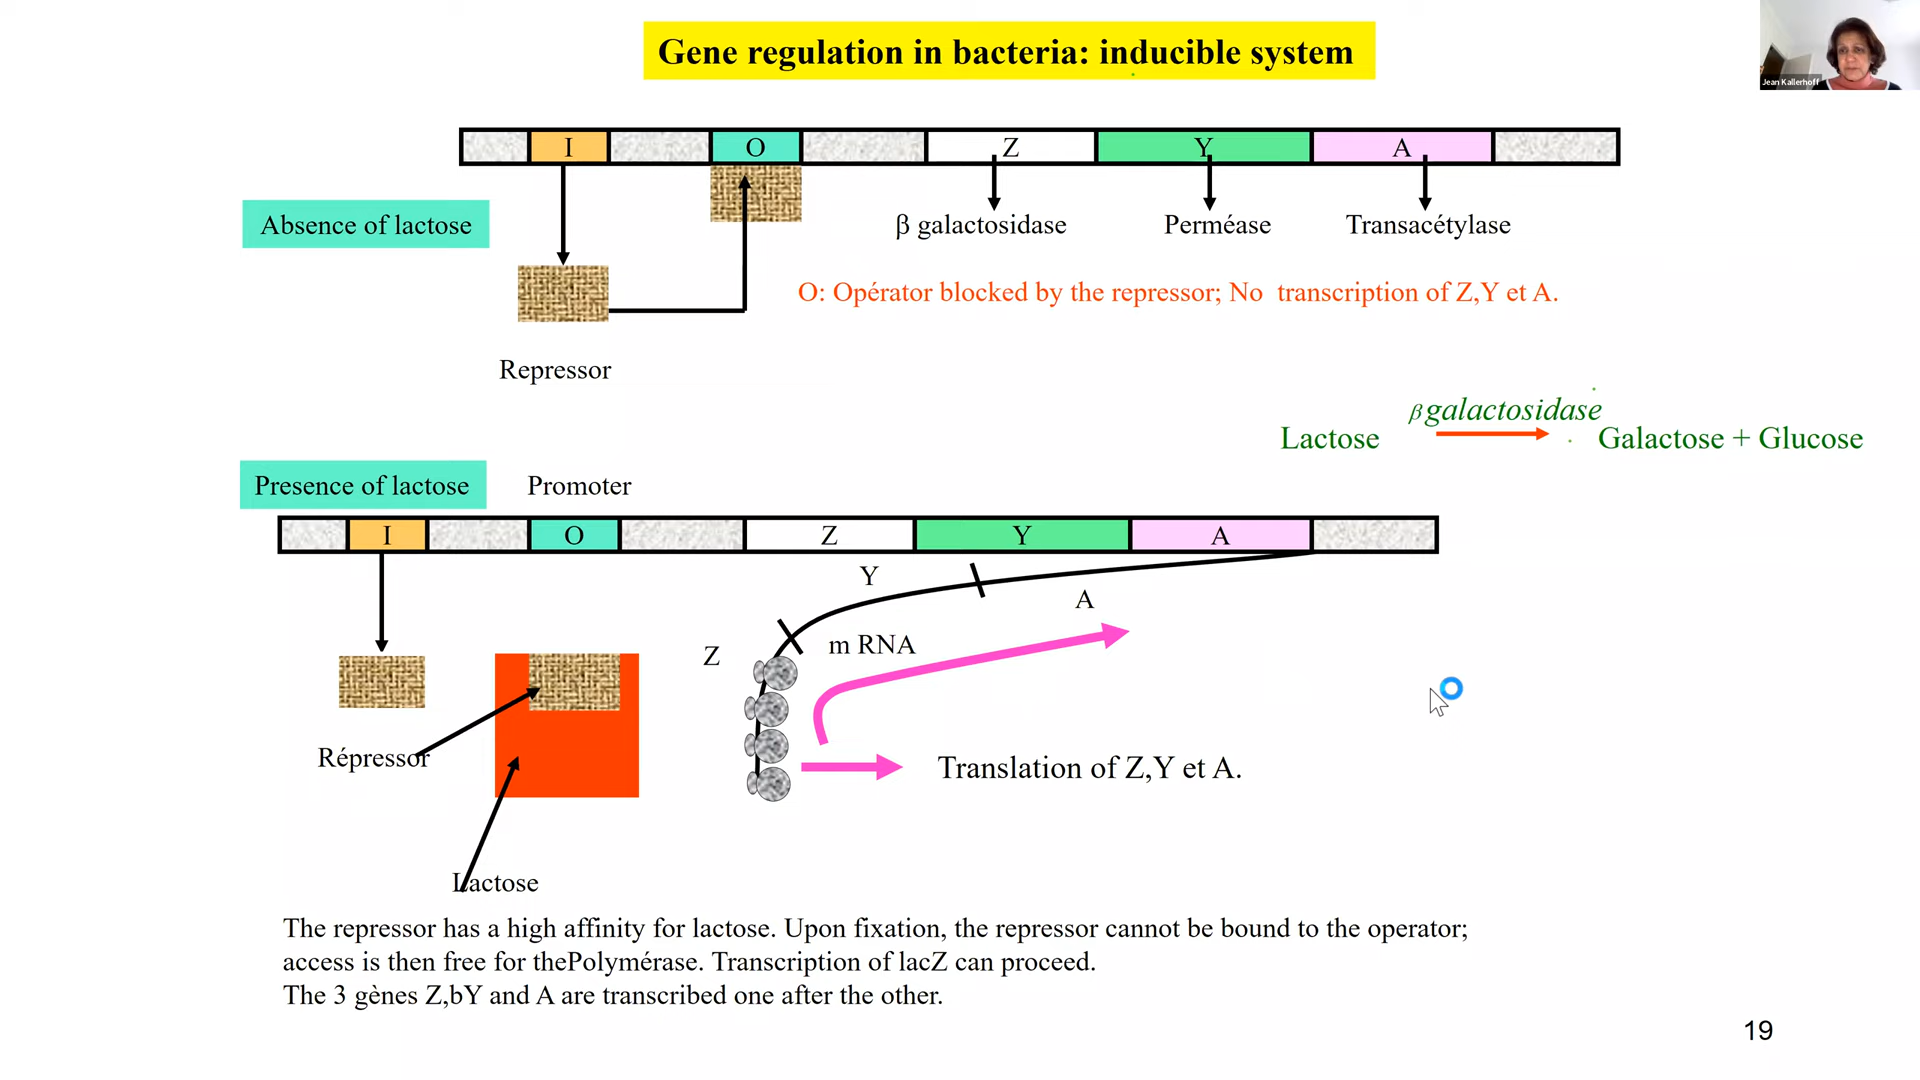 Gene regulation in bacteria: inducible system
Jean Kallerhoff
I O Z Y A
Absence of lactose
β galactosidase Perméase Transacétylase
O: Opérator blocked by the repressor; No transcription of Z,Y et A.
Repressor
β galactosidase
Lactose Galactose + Glucose
Presence of lactose Promoter
I O Z Y A
Y
A
Z m RNA
Répressor
Translation of Z,Y et A.
Lactose
The repressor has a high affinity for lactose. Upon fixation, the repressor cannot be bound to the operator;
access is then free for thePolymérase. Transcription of lacZ can proceed.
The 3 gènes Z,bY and A are transcribed one after the other.
19